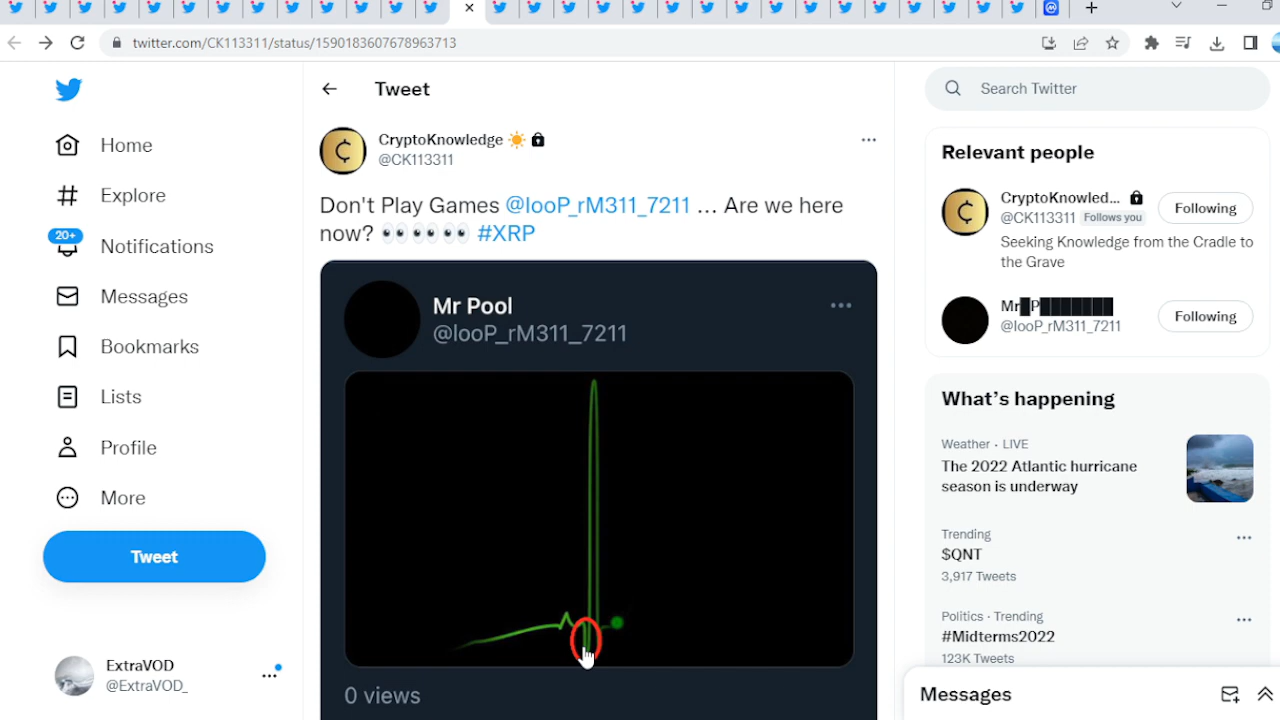 twitter.com/CK113311/status/1590183607678963713
Home
Explore
20+
Notifications
Messages
Bookmarks
Lists
Profile
More
Tweet
ExtraVOD
@ExtraVOD_
Tweet
CryptoKnowledge
@CK113311
Don't Play Games @looP_rM311_7211 ... Are we here
now? 👀👀👀 #XRP
Mr Pool
@looP_rM311_7211
0 views
Search Twitter
Relevant people
CryptoKnowled...
@CK113311 Follows you
Following
Seeking Knowledge from the Cradle to
the Grave
Mr█P███████
@looP_rM311_7211
Following
What's happening
Weather · LIVE
The 2022 Atlantic hurricane
season is underway
Trending
$QNT
3,917 Tweets
Politics · Trending
#Midterms2022
123K Tweets
Messages